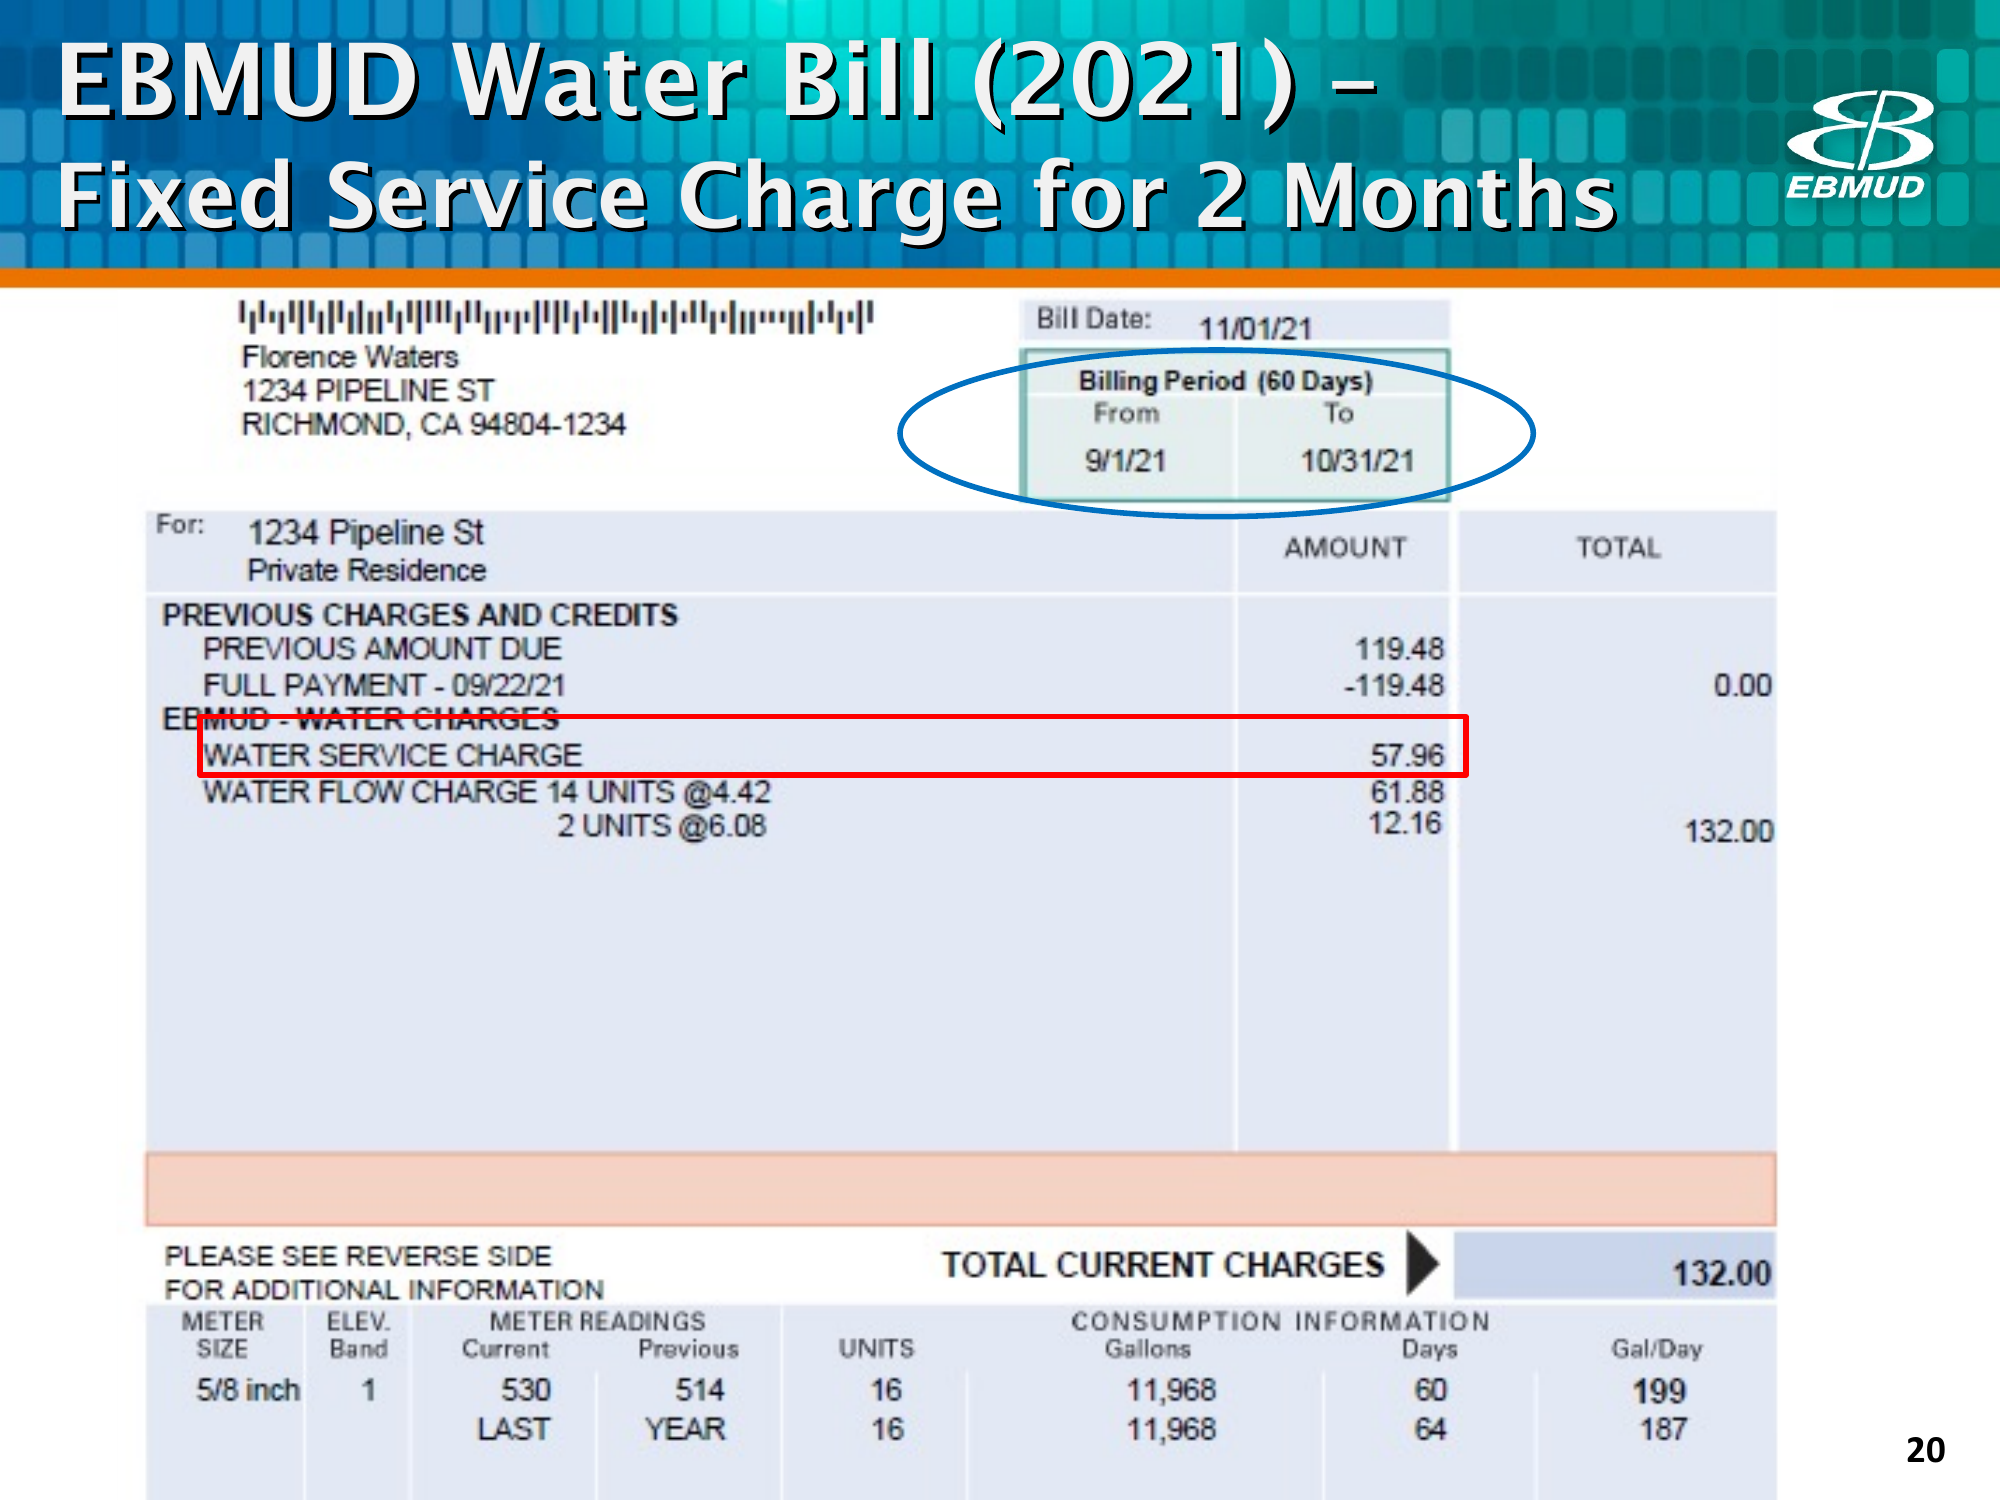 EBMUD Water Bill (2021) –
Fixed Service Charge for 2 Months
EBMUD
Florence Waters
1234 PIPELINE ST
RICHMOND, CA 94804-1234
Bill Date: 11/01/21
Billing Period (60 Days)
From To
9/1/21 10/31/21
For: 1234 Pipeline St
Private Residence
AMOUNT TOTAL
PREVIOUS CHARGES AND CREDITS
PREVIOUS AMOUNT DUE 119.48
FULL PAYMENT - 09/22/21 -119.48 0.00
EBMUD - WATER CHARGES
WATER SERVICE CHARGE 57.96
WATER FLOW CHARGE 14 UNITS @4.42 61.88
2 UNITS @6.08 12.16 132.00
PLEASE SEE REVERSE SIDE
FOR ADDITIONAL INFORMATION
TOTAL CURRENT CHARGES 132.00
METER ELEV. METER READINGS CONSUMPTION INFORMATION
SIZE Band Current Previous UNITS Gallons Days Gal/Day
5/8 inch 1 530 514 16 11,968 60 199
LAST YEAR 16 11,968 64 187
20